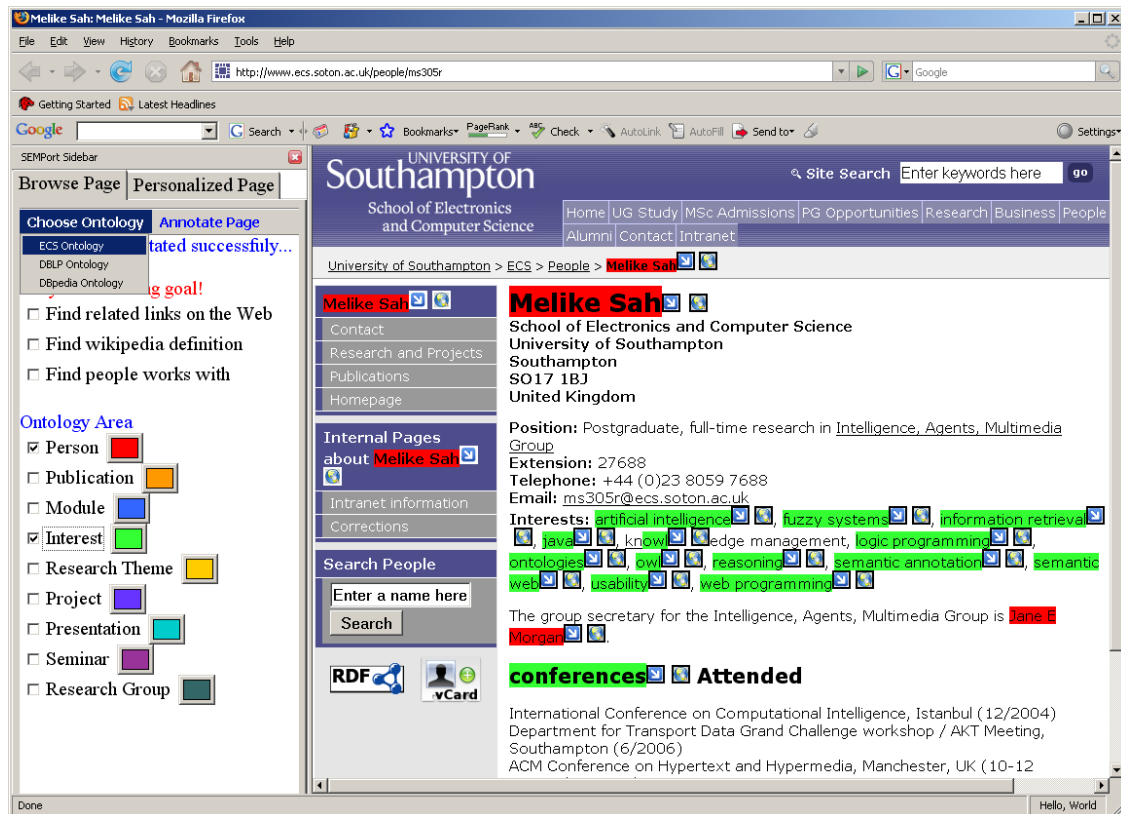 Melike Sah: Melike Sah - Mozilla Firefox
File Edit View History Bookmarks Tools Help
http://www.ecs.soton.ac.uk/people/ms305r
G Google
Getting Started Latest Headlines
Google G Search Bookmarks PageRank ABC Check AutoLink AutoFill Send to Settings
SEMPort Sidebar
Browse Page Personalized Page
Choose Ontology Annotate Page
ECS Ontology
tated successfuly...
DBLP Ontology
DBpedia Ontology
g goal!
Find related links on the Web
Find wikipedia definition
Find people works with
Ontology Area
Person
Publication
Module
Interest
Research Theme
Project
Presentation
Seminar
Research Group
UNIVERSITY OF
Southampton
School of Electronics
and Computer Science
Site Search Enter keywords here go
Home UG Study MSc Admissions PG Opportunities Research Business People
Alumni Contact Intranet
University of Southampton > ECS > People > Melike Sah
Melike Sah
Contact
Research and Projects
Publications
Homepage
Internal Pages
about Melike Sah
Intranet information
Corrections
Search People
Enter a name here
Search
RDF
vCard
Melike Sah
School of Electronics and Computer Science
University of Southampton
Southampton
SO17 1BJ
United Kingdom
Position: Postgraduate, full-time research in Intelligence, Agents, Multimedia
Group
Extension: 27688
Telephone: +44 (0)23 8059 7688
Email: ms305r@ecs.soton.ac.uk
Interests: artificial intelligence, fuzzy systems, information retrieval
, java, knowledge management, logic programming,
ontologies, owl, reasoning, semantic annotation, semantic
web, usability, web programming
The group secretary for the Intelligence, Agents, Multimedia Group is Jane E
Morgan.
conferences Attended
International Conference on Computational Intelligence, Istanbul (12/2004)
Department for Transport Data Grand Challenge workshop / AKT Meeting,
Southampton (6/2006)
ACM Conference on Hypertext and Hypermedia, Manchester, UK (10-12
Done
Hello, World